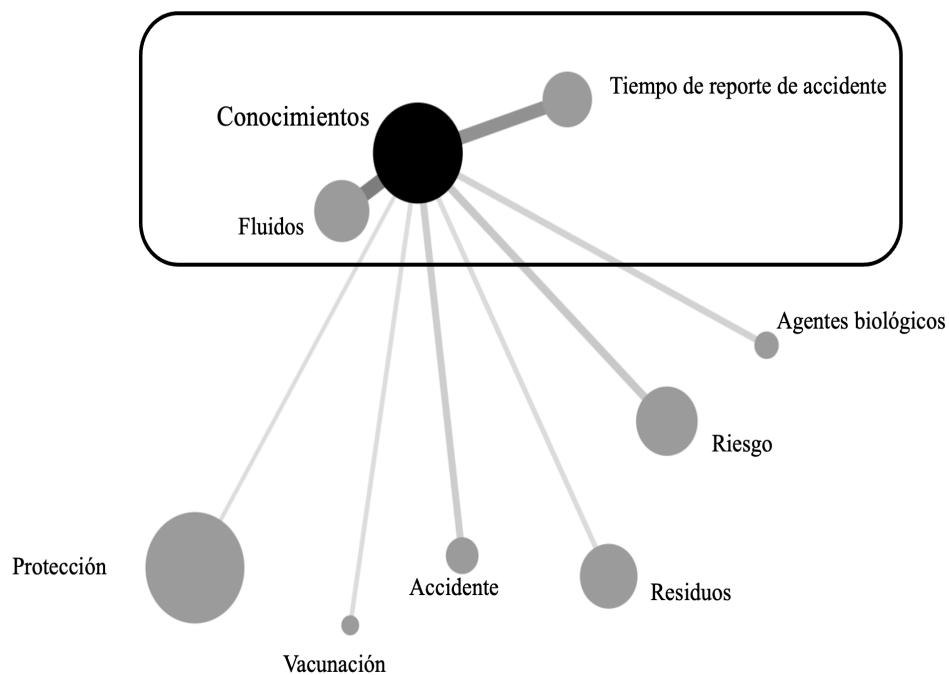 Tiempo de reporte de accidente
Conocimientos
Fluidos
Agentes biológicos
Riesgo
Protección
Accidente
Residuos
Vacunación